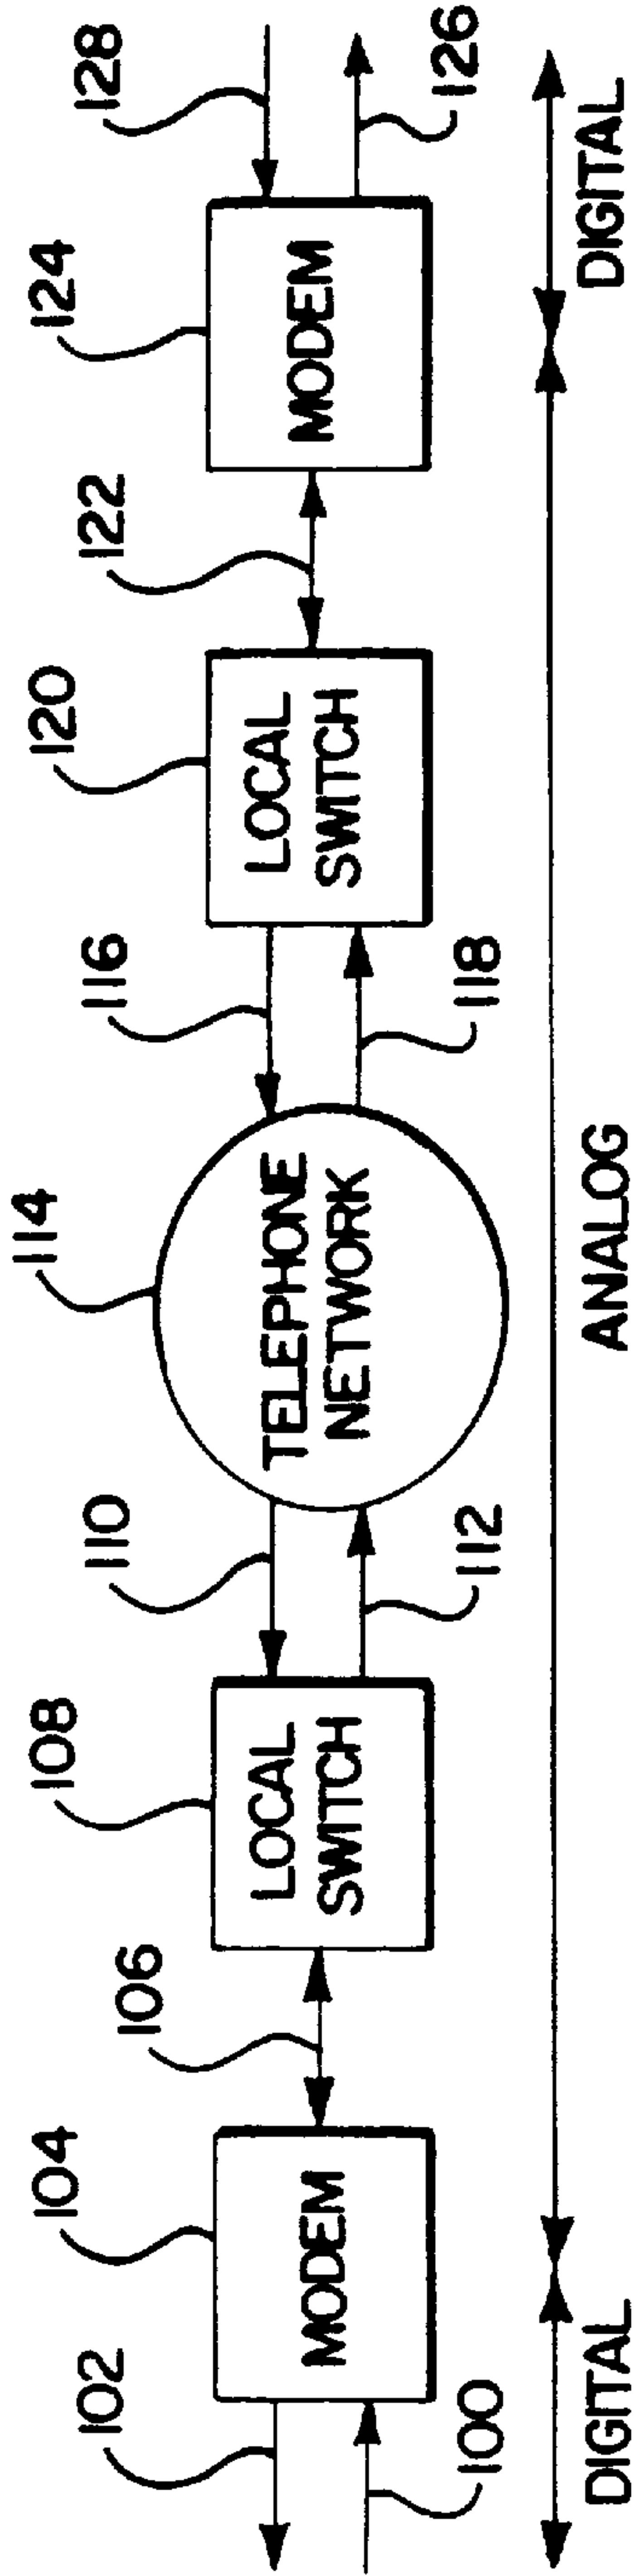 102
104
106
108
110
114
116
120
122
124
128
MODEM
LOCAL
SWITCH
TELEPHONE
NETWORK
LOCAL
SWITCH
MODEM
100
112
118
126
DIGITAL
ANALOG
DIGITAL